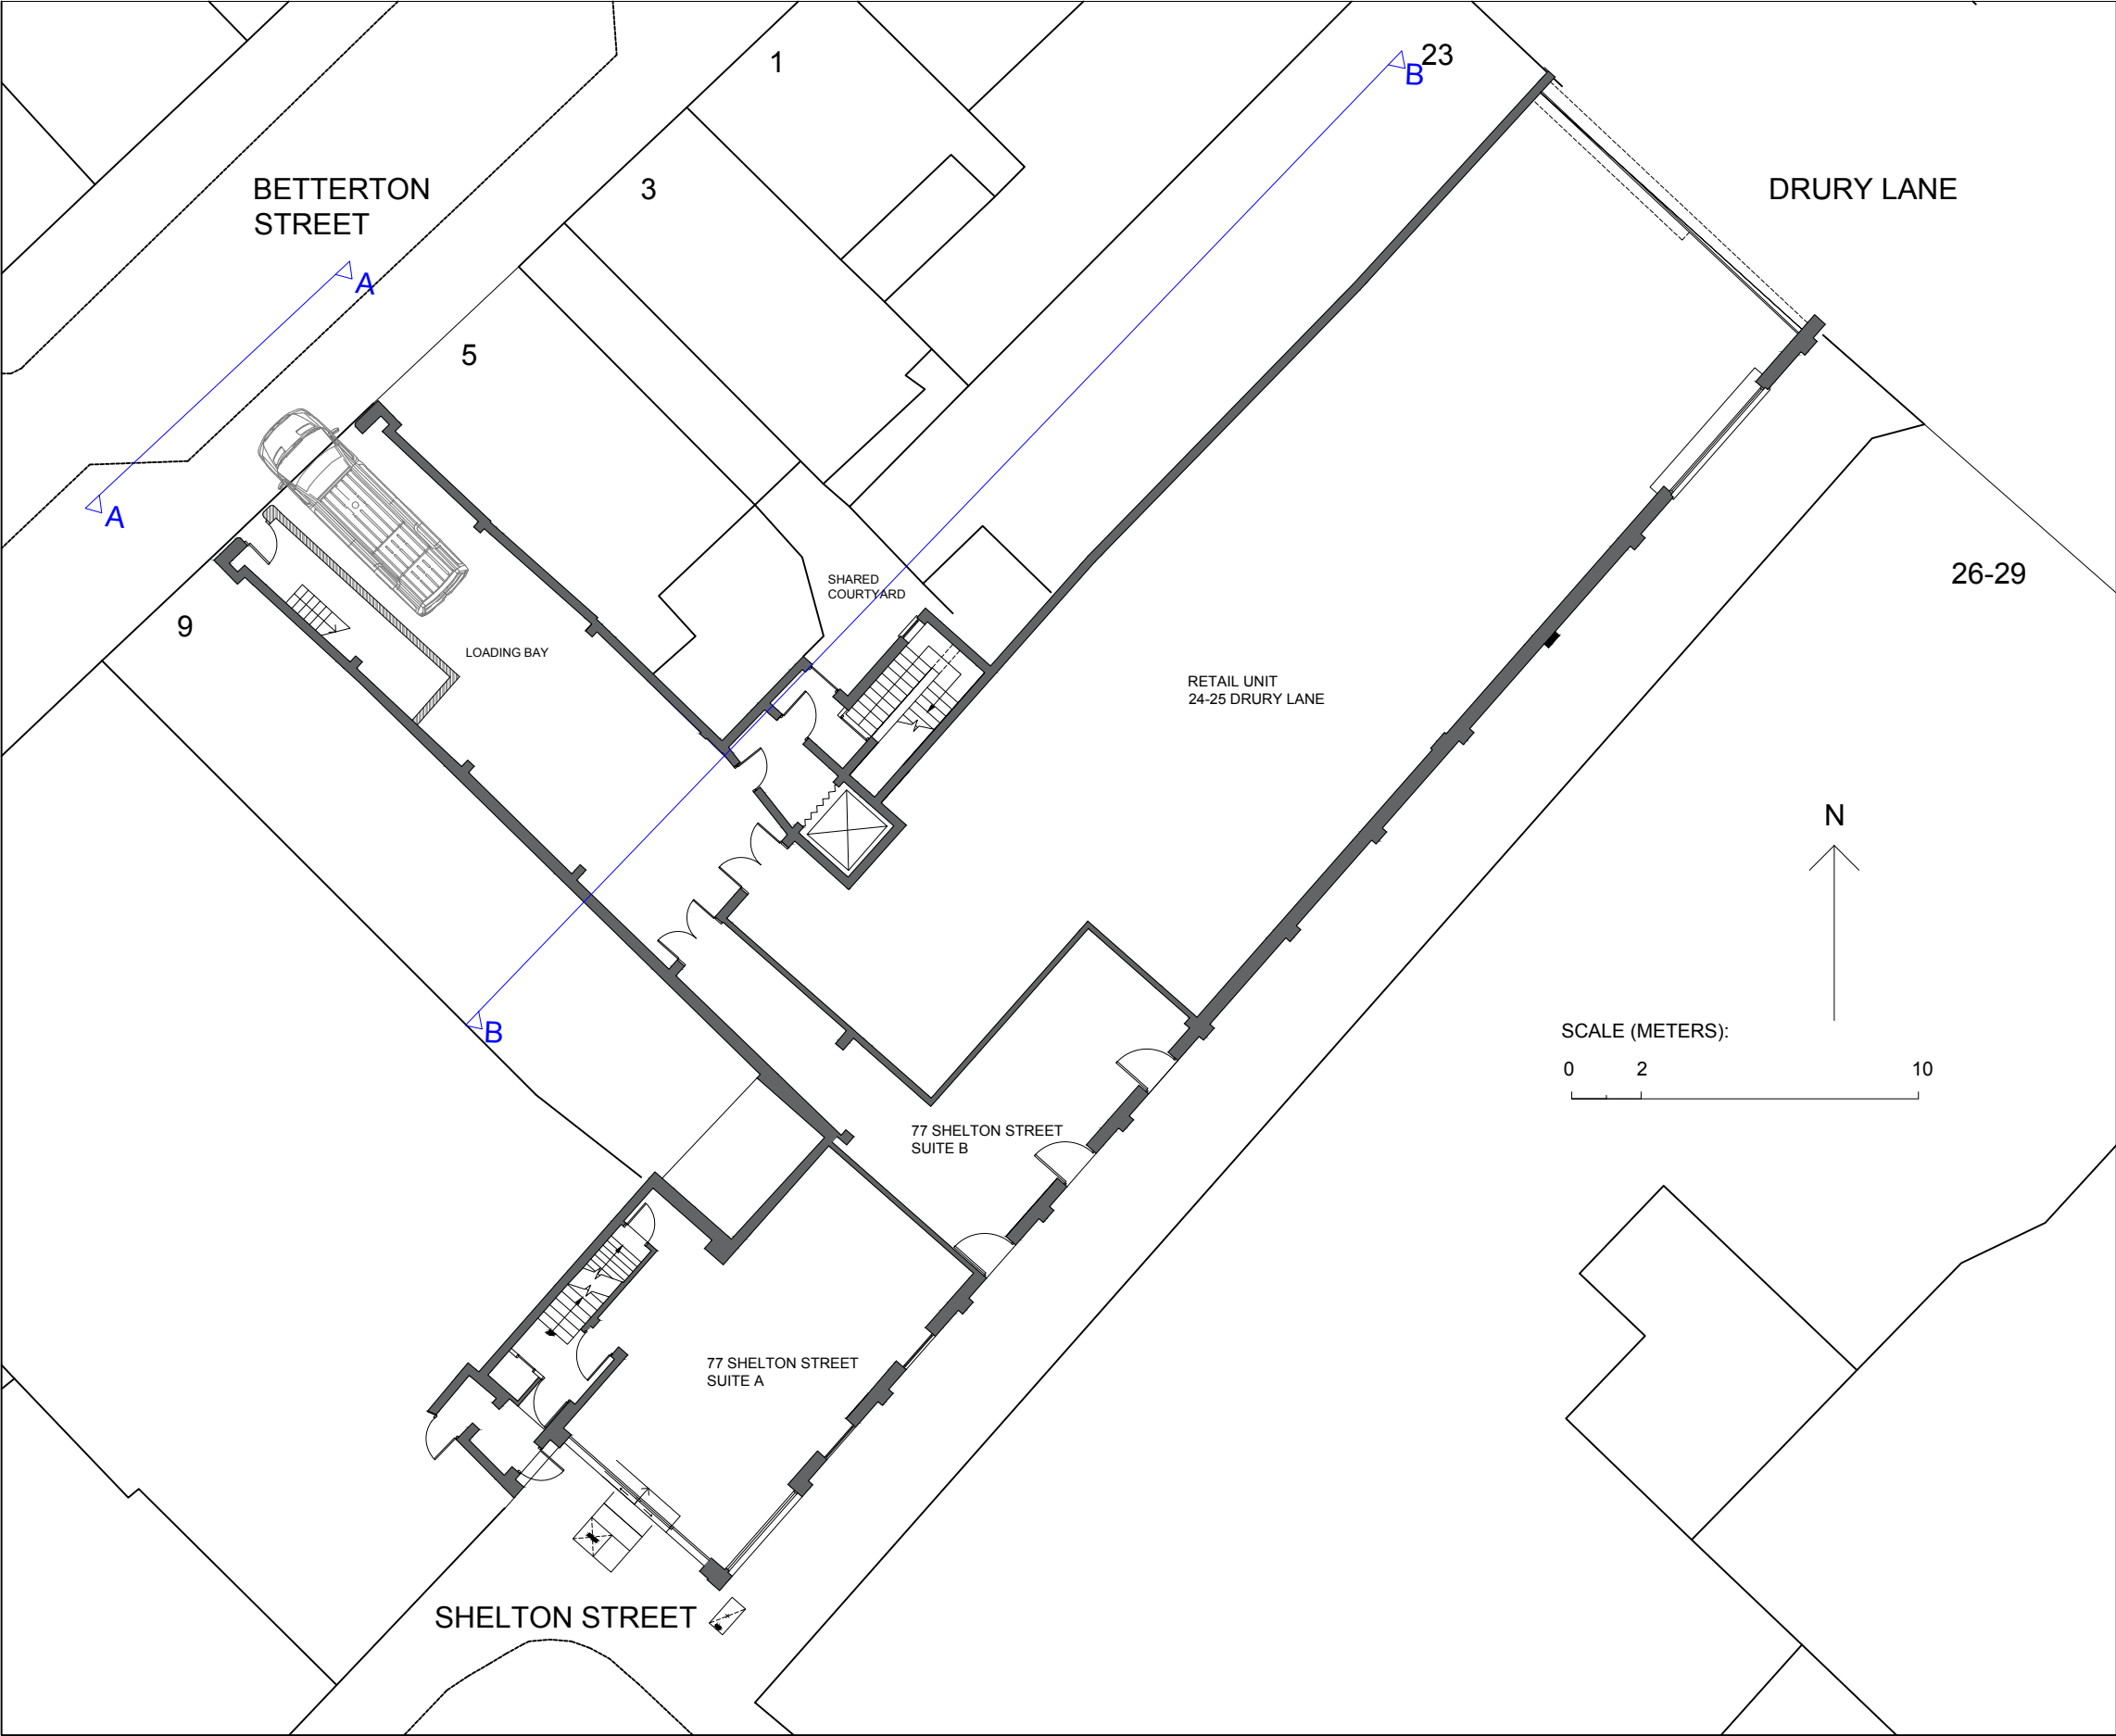 1
B
23
BETTERTON
STREET
3
DRURY LANE
A
5
A
SHARED
COURTYARD
26-29
9
LOADING BAY
RETAIL UNIT
24-25 DRURY LANE
N
B
SCALE (METERS):
0 2 10
77 SHELTON STREET
SUITE B
77 SHELTON STREET
SUITE A
SHELTON STREET